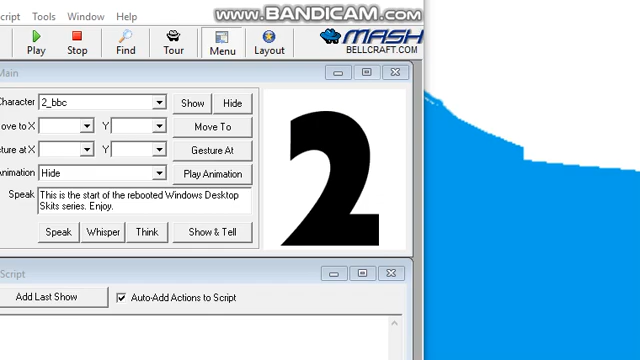 www.BANDICAM.com
Script Tools Window Help
Play Stop Find Tour Menu Layout MASH
BELLCRAFT.COM
Main
Character 2_bbc Show Hide
Move to X Y Move To
Gesture at X Y Gesture At
Animation Hide Play Animation
Speak This is the start of the rebooted Windows Desktop
Skits series. Enjoy.
Speak Whisper Think Show & Tell
2
Script
Add Last Show Auto-Add Actions to Script